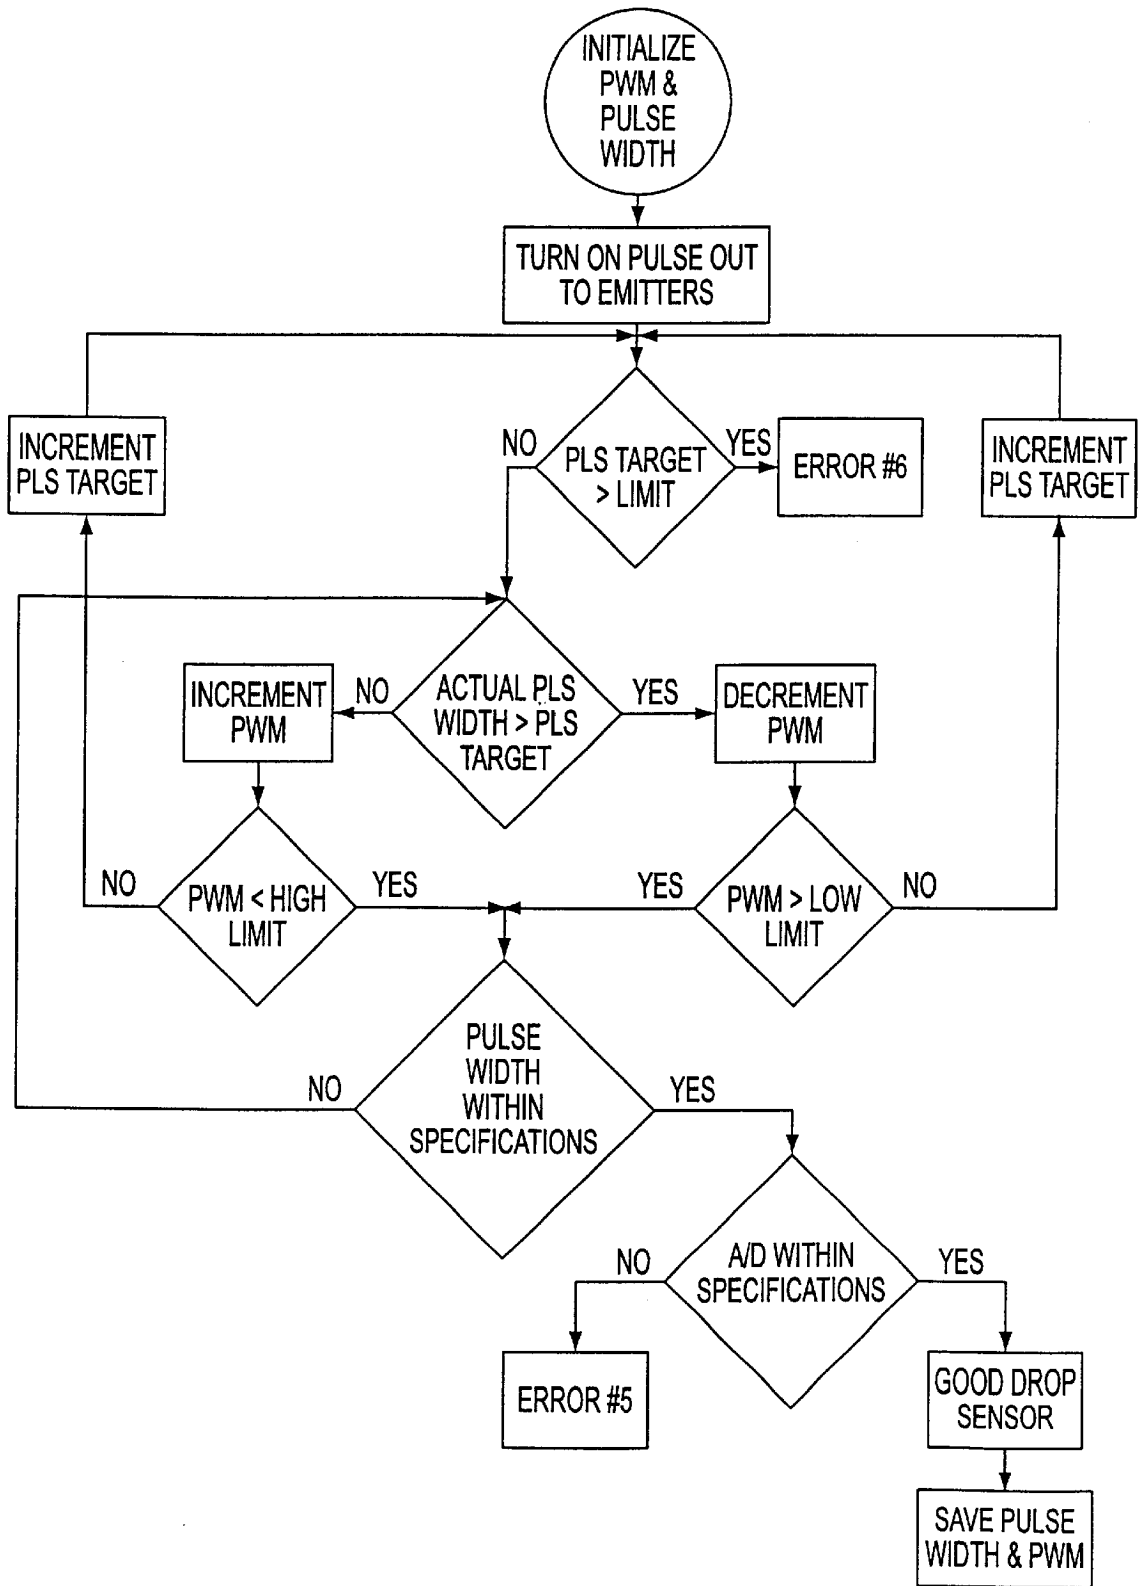 INITIALIZE
PWM &
PULSE
WIDTH
TURN ON PULSE OUT
TO EMITTERS
INCREMENT
PLS TARGET
NO
PLS TARGET
> LIMIT
YES
ERROR #6
INCREMENT
PLS TARGET
INCREMENT
PWM
NO
ACTUAL PLS
WIDTH > PLS
TARGET
YES
DECREMENT
PWM
NO
PWM < HIGH
LIMIT
YES
YES
PWM > LOW
LIMIT
NO
NO
PULSE
WIDTH
WITHIN
SPECIFICATIONS
YES
NO
A/D WITHIN
SPECIFICATIONS
YES
ERROR #5
GOOD DROP
SENSOR
SAVE PULSE
WIDTH & PWM